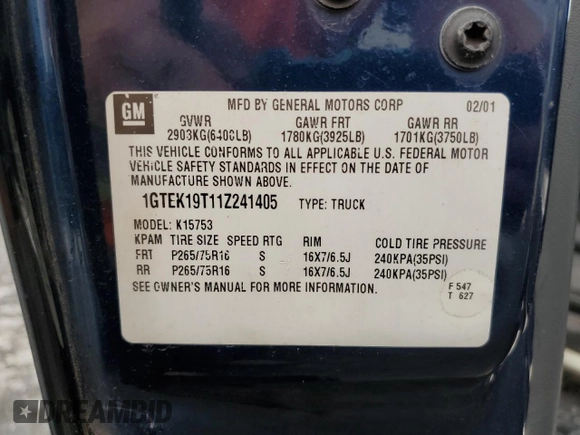 GM
MFD BY GENERAL MOTORS CORP 02/01
GVWR GAWR FRT GAWR RR
2903KG(6400LB) 1780KG(3925LB) 1701KG(3750LB)
THIS VEHICLE CONFORMS TO ALL APPLICABLE U.S. FEDERAL MOTOR
VEHICLE SAFETY STANDARDS IN EFFECT ON THE DATE OF
MANUFACTURE SHOWN ABOVE.
1GTEK19T11Z241405 TYPE: TRUCK
MODEL: K15753
KPAM TIRE SIZE SPEED RTG RIM COLD TIRE PRESSURE
FRT P265/75R16 S 16X7/6.5J 240KPA(35PSI)
RR P265/75R16 S 16X7/6.5J 240KPA(35PSI)
SEE OWNER'S MANUAL FOR MORE INFORMATION.
F 547
T 627
DREAMBID